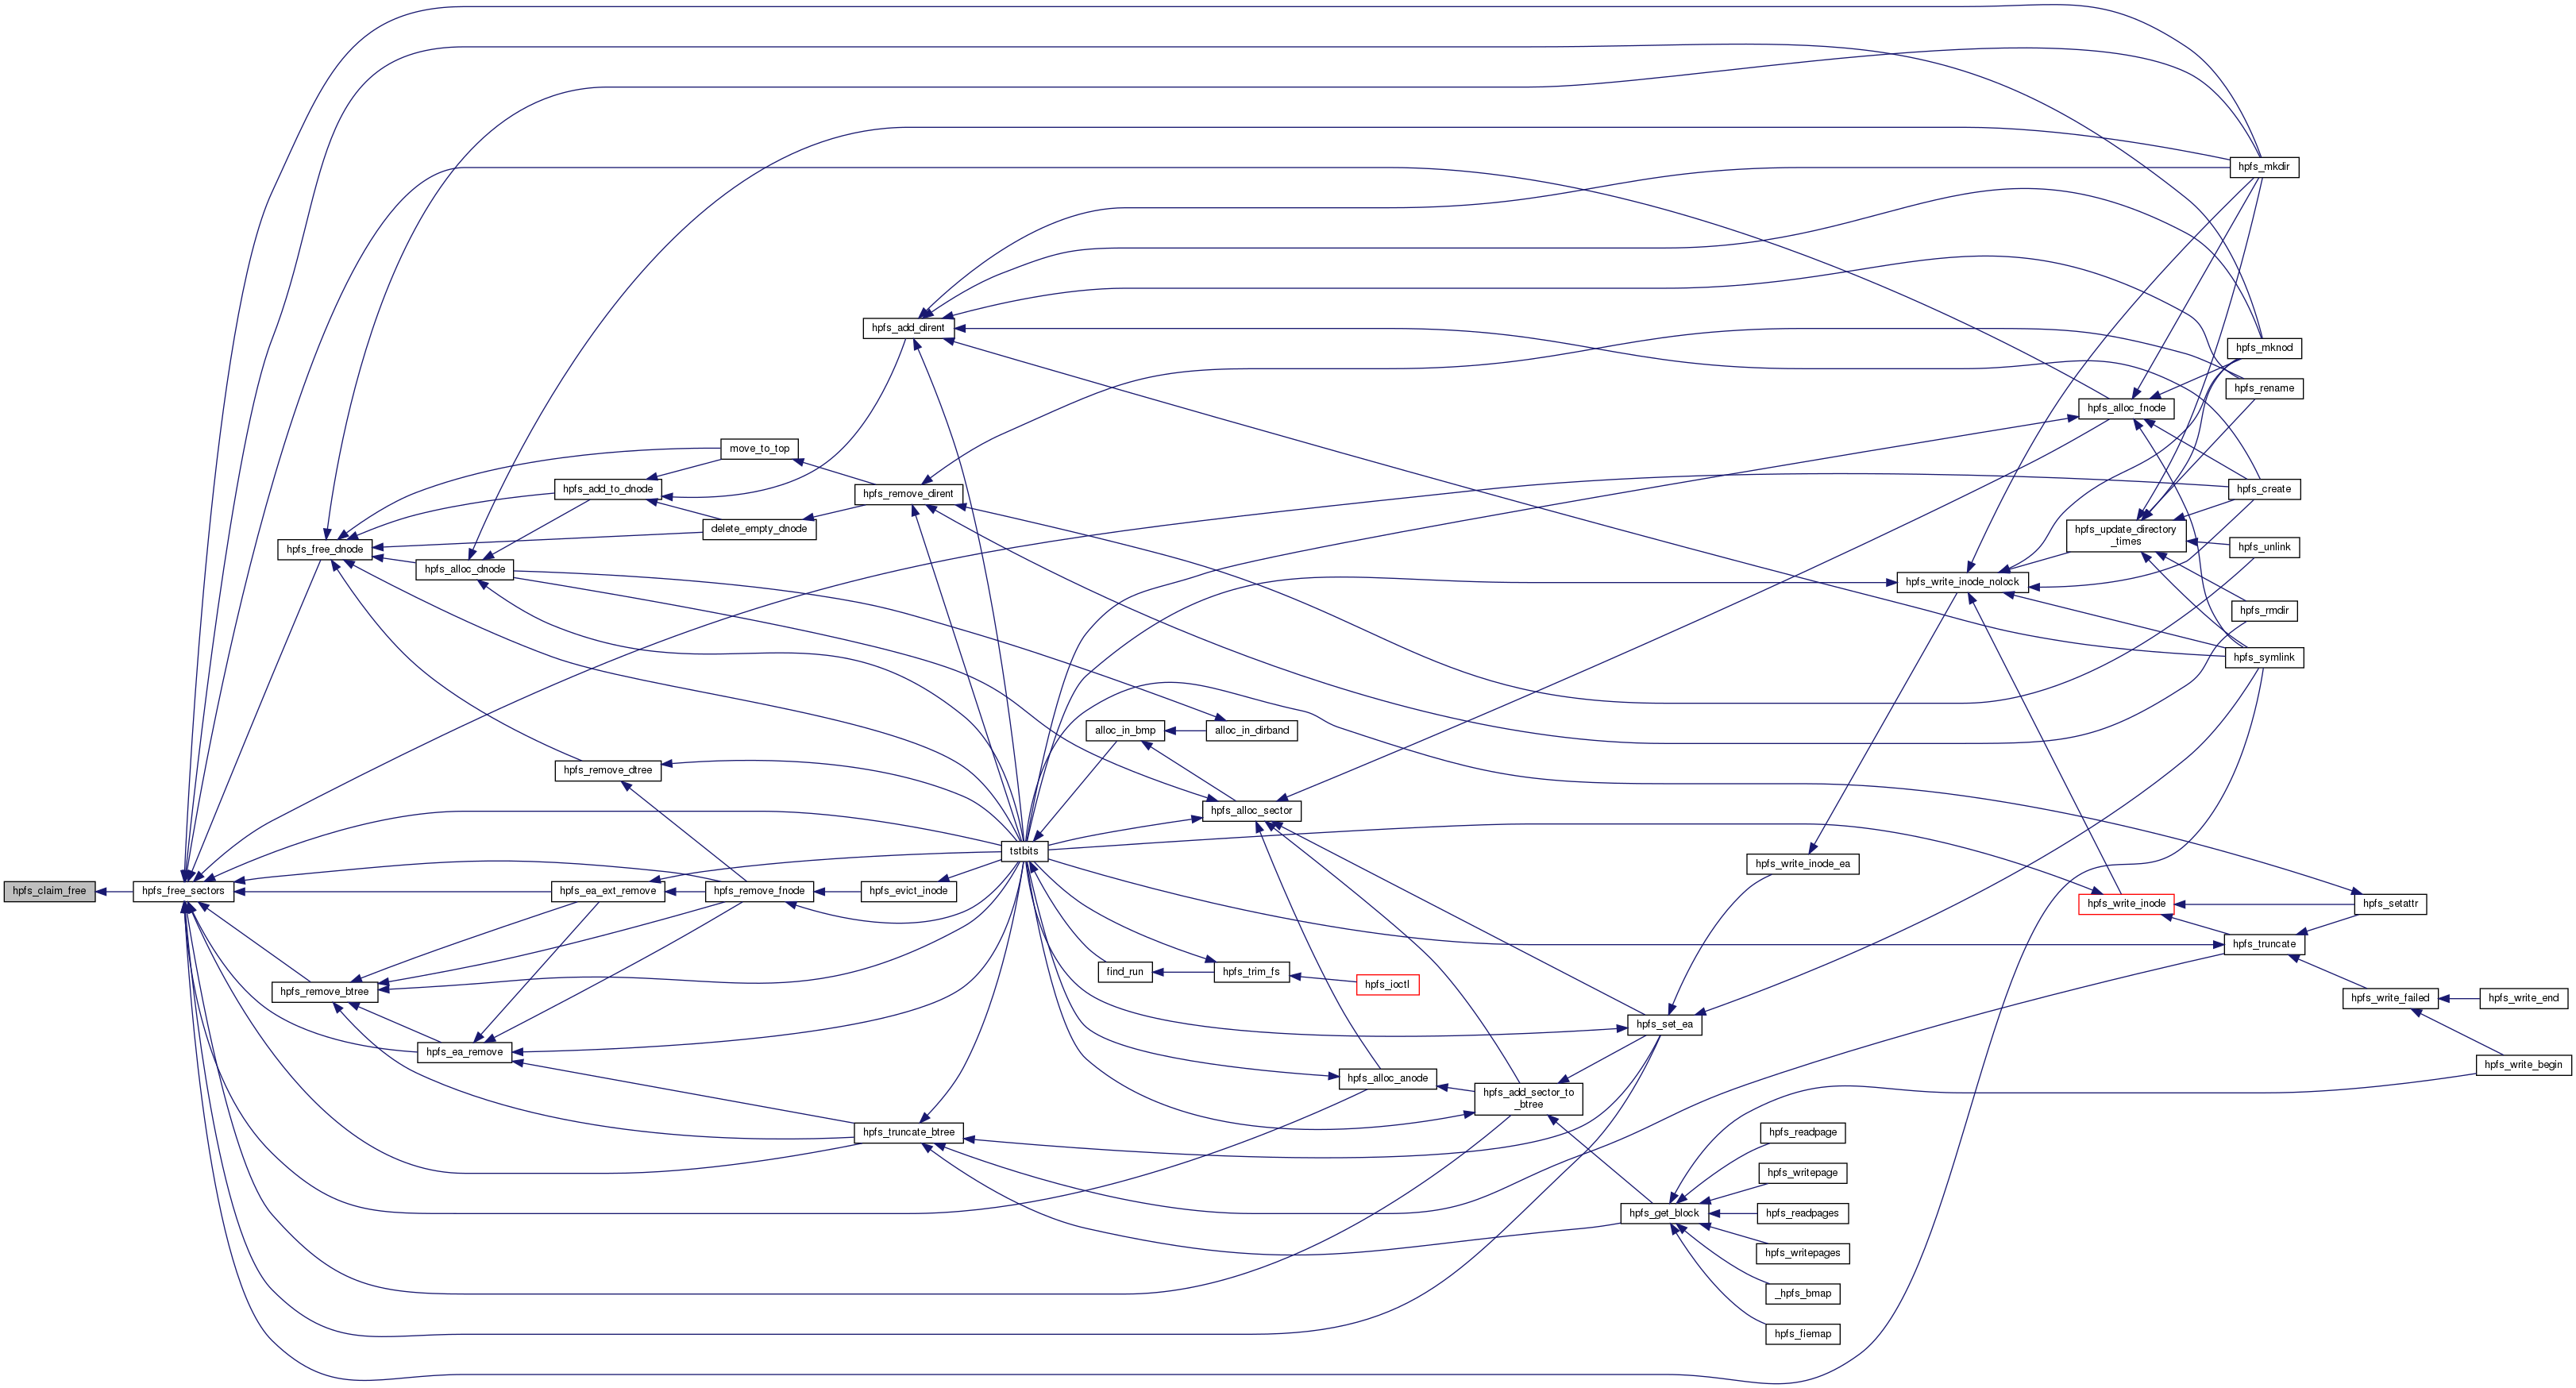 hpfs_mkdir
hpfs_add_dirent
hpfs_mknod
hpfs_rename
hpfs_alloc_fnode
move_to_top
hpfs_add_to_dnode
hpfs_remove_dirent
hpfs_create
delete_empty_dnode
hpfs_update_directory
_times
hpfs_free_dnode
hpfs_unlink
hpfs_alloc_dnode
hpfs_write_inode_nolock
hpfs_rmdir
hpfs_symlink
alloc_in_bmp
alloc_in_dirband
hpfs_remove_dtree
hpfs_alloc_sector
tstbits
hpfs_write_inode_ea
hpfs_claim_free
hpfs_free_sectors
hpfs_ea_ext_remove
hpfs_remove_fnode
hpfs_evict_inode
hpfs_write_inode
hpfs_setattr
hpfs_truncate
find_run
hpfs_trim_fs
hpfs_ioctl
hpfs_remove_btree
hpfs_write_failed
hpfs_write_end
hpfs_set_ea
hpfs_ea_remove
hpfs_write_begin
hpfs_alloc_anode
hpfs_add_sector_to
_btree
hpfs_truncate_btree
hpfs_readpage
hpfs_writepage
hpfs_get_block
hpfs_readpages
hpfs_writepages
_hpfs_bmap
hpfs_fiemap